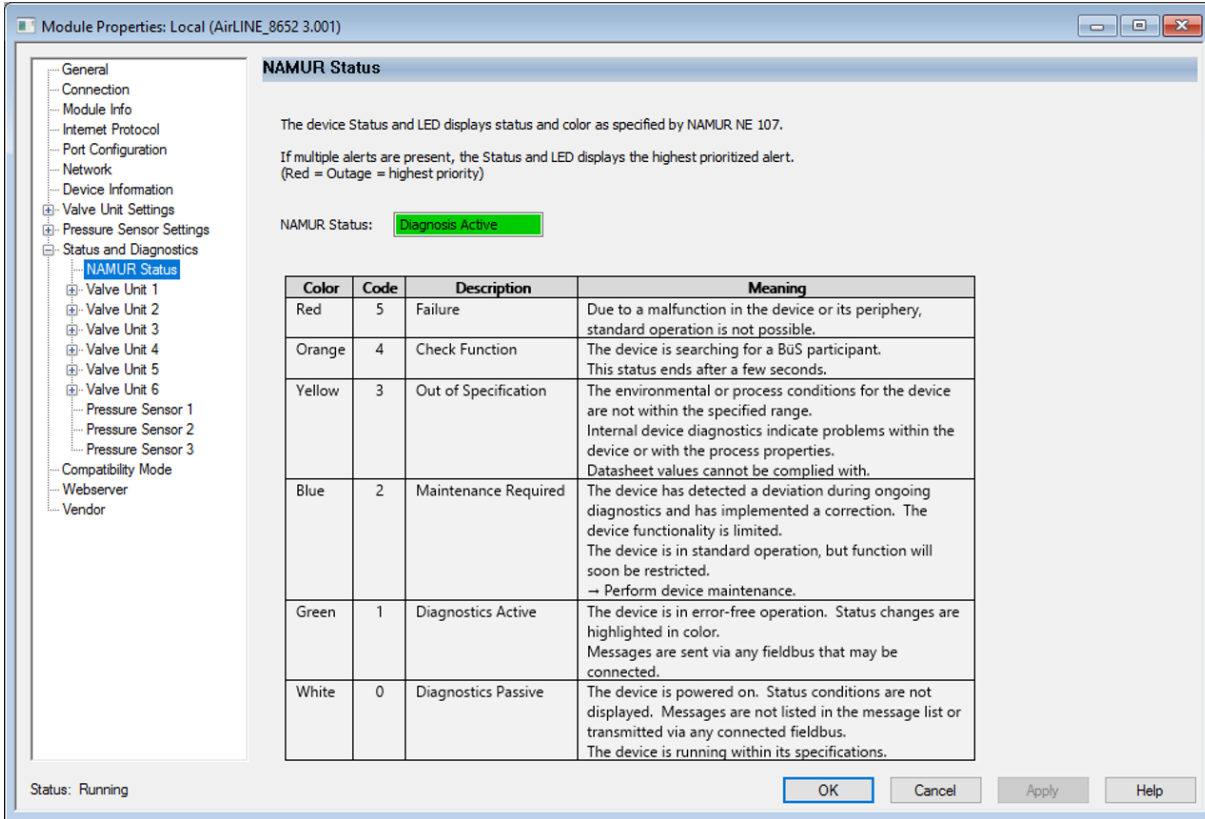 Module Properties: Local (AirLINE_8652 3.001)
General
Connection
Module Info
Internet Protocol
Port Configuration
Network
Device Information
Valve Unit Settings
Pressure Sensor Settings
Status and Diagnostics
NAMUR Status
Valve Unit 1
Valve Unit 2
Valve Unit 3
Valve Unit 4
Valve Unit 5
Valve Unit 6
Pressure Sensor 1
Pressure Sensor 2
Pressure Sensor 3
Compatibility Mode
Webserver
Vendor
NAMUR Status
The device Status and LED displays status and color as specified by NAMUR NE 107.
If multiple alerts are present, the Status and LED displays the highest prioritized alert.
(Red = Outage = highest priority)
NAMUR Status: Diagnosis Active
Color Code Description Meaning
Red 5 Failure Due to a malfunction in the device or its periphery,
standard operation is not possible.
Orange 4 Check Function The device is searching for a BüS participant.
This status ends after a few seconds.
Yellow 3 Out of Specification The environmental or process conditions for the device
are not within the specified range.
Internal device diagnostics indicate problems within the
device or with the process properties.
Datasheet values cannot be complied with.
Blue 2 Maintenance Required The device has detected a deviation during ongoing
diagnostics and has implemented a correction. The
device functionality is limited.
The device is in standard operation, but function will
soon be restricted.
→ Perform device maintenance.
Green 1 Diagnostics Active The device is in error-free operation. Status changes are
highlighted in color.
Messages are sent via any fieldbus that may be
connected.
White 0 Diagnostics Passive The device is powered on. Status conditions are not
displayed. Messages are not listed in the message list or
transmitted via any connected fieldbus.
The device is running within its specifications.
Status: Running
OK Cancel Apply Help